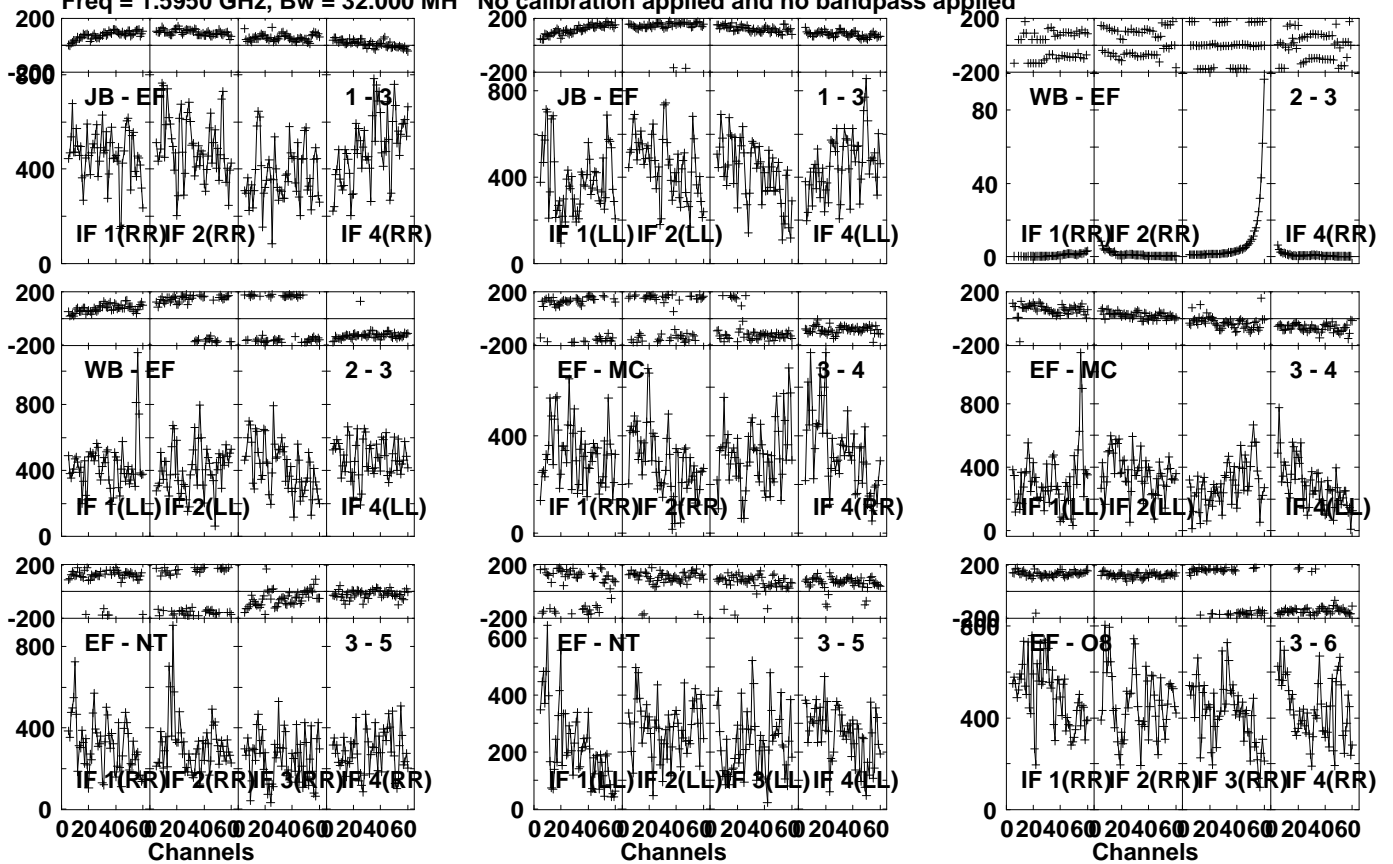 Freq = 1.5950 GHz, Bw = 32.000 MH No calibration applied and no bandpass applied
200
-200
800
400
0
JB - EF 1 - 3
IF 1(RR) IF 2(RR) IF 4(RR)
200
-200
800
400
0
JB - EF 1 - 3
IF 1(LL) IF 2(LL) IF 4(LL)
200
-200
80
40
0
WB - EF 2 - 3
IF 1(RR) IF 2(RR) IF 4(RR)
200
-200
800
400
0
WB - EF 2 - 3
IF 1(LL) IF 2(LL) IF 4(LL)
200
-200
400
0
EF - MC 3 - 4
IF 1(RR) IF 2(RR) IF 4(RR)
200
-200
800
400
0
EF - MC 3 - 4
IF 1(LL) IF 2(LL) IF 4(LL)
200
-200
800
400
0
EF - NT 3 - 5
IF 1(RR) IF 2(RR) IF 3(RR) IF 4(RR)
0 20 40 60 0 20 40 60 0 20 40 60 0 20 40 60
Channels
200
-200
600
400
200
0
EF - NT 3 - 5
IF 1(LL) IF 2(LL) IF 3(LL) IF 4(LL)
0 20 40 60 0 20 40 60 0 20 40 60 0 20 40 60
Channels
200
-200
800
400
0
EF - O8 3 - 6
IF 1(RR) IF 2(RR) IF 3(RR) IF 4(RR)
0 20 40 60 0 20 40 60 0 20 40 60 0 20 40 60
Channels